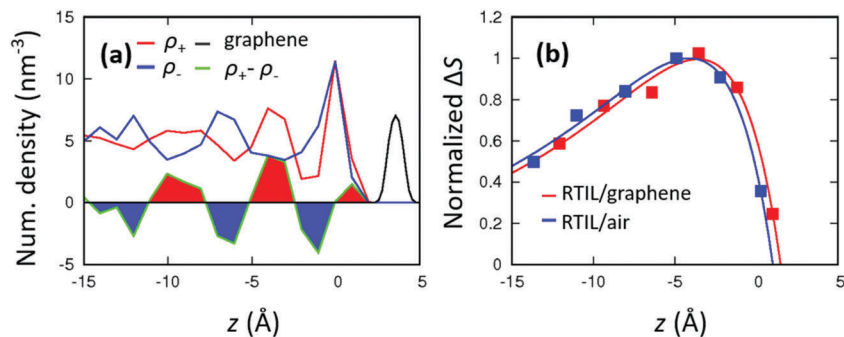 (a)
ρ+ graphene
ρ- ρ+- ρ-
Num. density (nm-3)
15
10
5
0
-5
-15 -10 -5 0 5
z (Å)
(b)
Normalized ΔS
1.2
1
0.8
0.6
0.4
0.2
0
RTIL/graphene
RTIL/air
-15 -10 -5 0 5
z (Å)